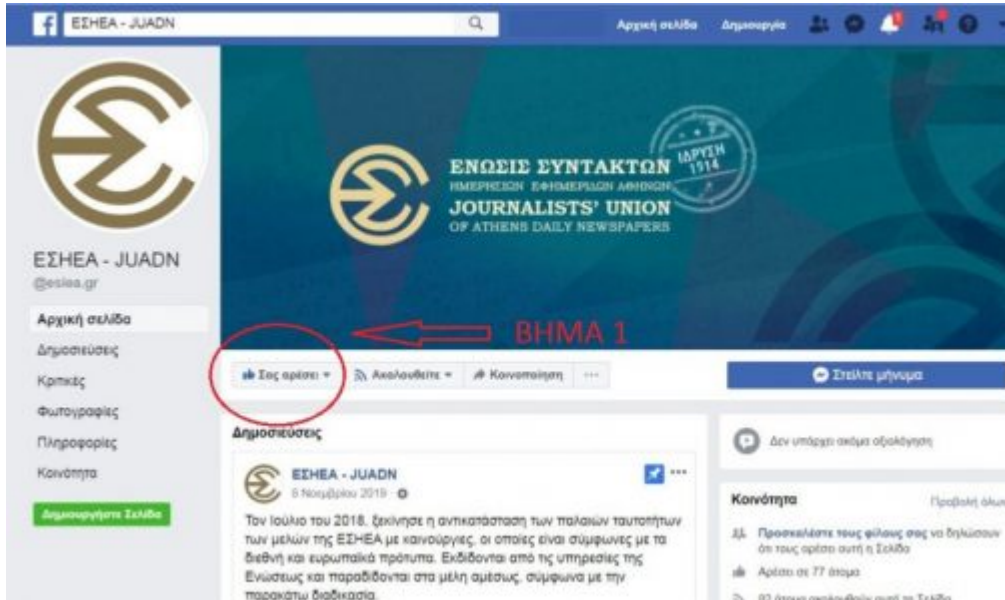 ΕΣΗΕΑ - JUADN
Αρχική σελίδα Δημιουργία
ΕΝΩΣΙΣ ΣΥΝΤΑΚΤΩΝ
ΗΜΕΡΗΣΙΩΝ ΕΦΗΜΕΡΙΔΩΝ ΑΘΗΝΩΝ
JOURNALISTS' UNION
OF ATHENS DAILY NEWSPAPERS
ΙΔΡΥΣΗ
1914
ΕΣΗΕΑ - JUADN
@esiea.gr
Αρχική σελίδα
Δημοσιεύσεις
Κριτικές
Φωτογραφίες
Πληροφορίες
Κοινότητα
Δημιουργήστε Σελίδα
ΒΗΜΑ 1
Σας αρέσει Ακολουθείτε Κοινοποίηση ...
Στείλτε μήνυμα
Δημοσιεύσεις
ΕΣΗΕΑ - JUADN
Νοεμβρίου 2019
Τον Ιούλιο του 2018, ξεκίνησε η αντικατάσταση των παλαιών ταυτοτήτων
των μελών της ΕΣΗΕΑ με καινούργιες, οι οποίες είναι σύμφωνες με τα
διεθνή και ευρωπαϊκά πρότυπα. Εκδίδονται από τις υπηρεσίες της
Ενώσεως και παραδίδονται στα μέλη αμέσως, σύμφωνα με την
παρακάτω διαδικασία.
Δεν υπάρχει ακόμα αξιολόγηση
Κοινότητα Προβολή όλων
Προσκαλέστε τους φίλους σας να δηλώσουν
ότι τους αρέσει αυτή η Σελίδα
Αρέσει σε 77 άτομα
άτομα ακολουθούν αυτή τη Σελίδα